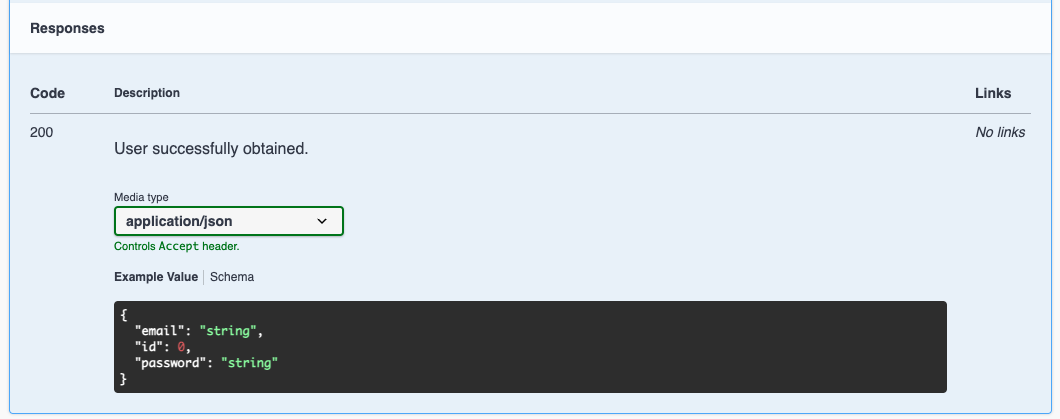 Responses
Code Description Links
200 User successfully obtained. No links
Media type
application/json
Controls Accept header.
Example Value Schema
{
"email": "string",
"id": 0,
"password": "string"
}